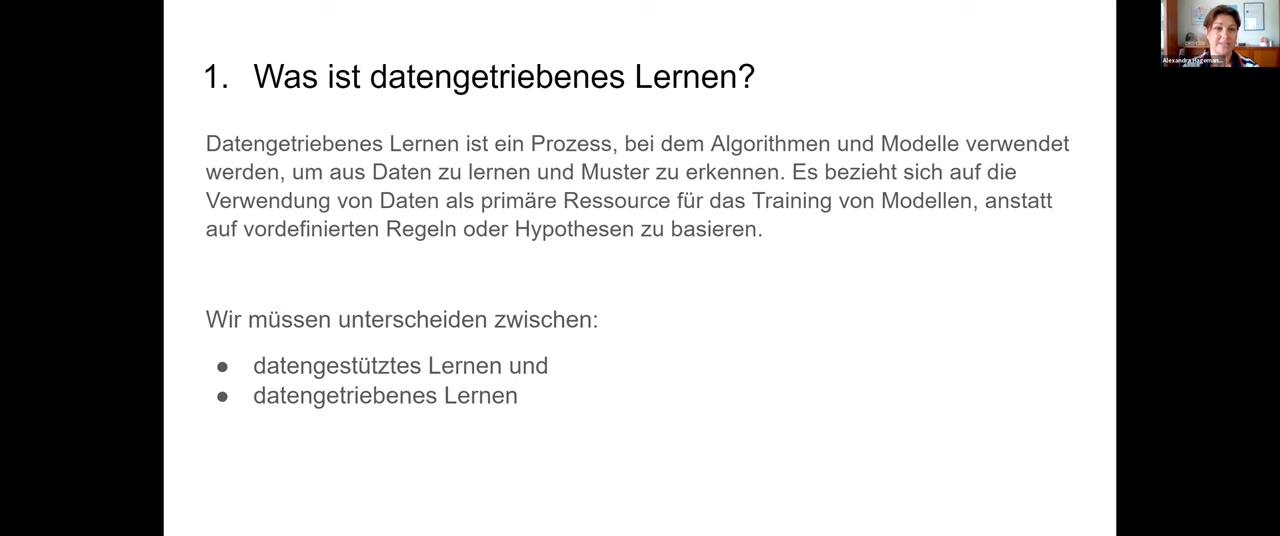 1. Was ist datengetriebenes Lernen?
Datengetriebenes Lernen ist ein Prozess, bei dem Algorithmen und Modelle verwendet
werden, um aus Daten zu lernen und Muster zu erkennen. Es bezieht sich auf die
Verwendung von Daten als primäre Ressource für das Training von Modellen, anstatt
auf vordefinierten Regeln oder Hypothesen zu basieren.
Wir müssen unterscheiden zwischen:
● datengestütztes Lernen und
● datengetriebenes Lernen
Alexandra Hageman...